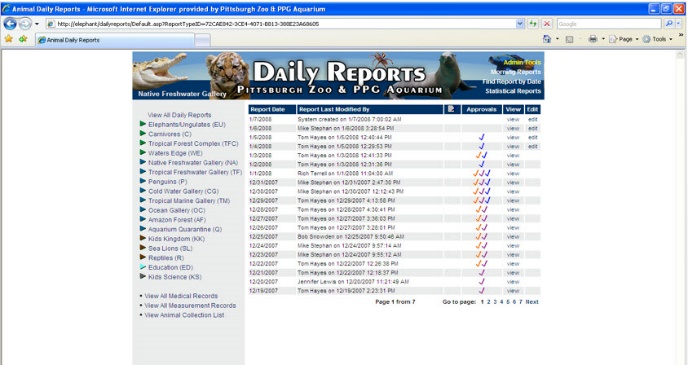 Animal Daily Reports - Microsoft Internet Explorer provided by Pittsburgh Zoo & PPG Aquarium
http://elephant/dailyreports/Default.asp?ReportTypeID=72CAE842-3CE4-4071-B013-388E23A68605
Google
Animal Daily Reports
Page
Tools
Daily Reports
Pittsburgh Zoo & PPG Aquarium
Native Freshwater Gallery
Admin Tools
Morning Reports
Find Report by Date
Statistical Reports
View All Daily Reports
Elephants/Ungulates (EU)
Carnivores (C)
Tropical Forest Complex (TFC)
Waters Edge (WE)
Native Freshwater Gallery (NA)
Tropical Freshwater Gallery (TF)
Penguins (P)
Cold Water Gallery (CG)
Tropical Marine Gallery (TM)
Ocean Gallery (OC)
Amazon Forest (AF)
Aquarium Quarantine (Q)
Kids Kingdom (KK)
Sea Lions (SL)
Reptiles (R)
Education (ED)
Kids Science (KS)
View All Medical Records
View All Measurement Records
View Animal Collection List
Report Date Report Last Modified By Approvals View Edit
1/7/2008 System created on 1/7/2008 7:00:02 AM view edit
1/6/2008 Mike Stephan on 1/6/2008 3:28:54 PM view edit
1/5/2008 Tom Hayes on 1/5/2008 12:40:44 PM view edit
1/4/2008 Tom Hayes on 1/5/2008 12:29:53 PM view edit
1/3/2008 Tom Hayes on 1/3/2008 12:41:33 PM view
1/2/2008 Tom Hayes on 1/3/2008 12:31:38 PM view
1/1/2008 Rich Terrell on 1/1/2008 11:04:08 AM view
12/31/2007 Mike Stephan on 12/31/2007 2:47:30 PM view
12/30/2007 Mike Stephan on 12/30/2007 12:12:43 PM view
12/29/2007 Tom Hayes on 12/29/2007 4:13:58 PM view
12/28/2007 Tom Hayes on 12/28/2007 4:30:41 PM view
12/27/2007 Tom Hayes on 12/27/2007 3:36:03 PM view
12/26/2007 Tom Hayes on 12/27/2007 3:28:01 PM view
12/25/2007 Bob Snowden on 12/25/2007 9:50:46 AM view
12/24/2007 Mike Stephan on 12/24/2007 9:57:14 AM view
12/23/2007 Mike Stephan on 12/24/2007 9:55:12 AM view
12/22/2007 Tom Hayes on 12/22/2007 12:26:38 PM view
12/21/2007 Tom Hayes on 12/22/2007 12:18:37 PM view
12/20/2007 Jennifer Lewis on 12/20/2007 11:21:49 AM view
12/19/2007 Tom Hayes on 12/19/2007 2:23:31 PM view
Page 1 from 7 Go to page: 1 2 3 4 5 6 7 Next